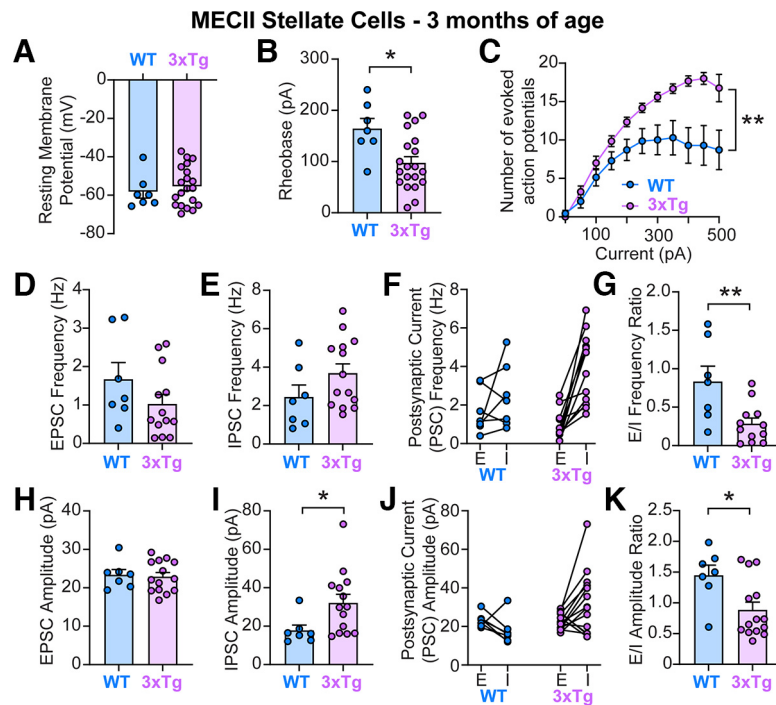 MECII Stellate Cells - 3 months of age
A
WT 3xTg
Resting Membrane
Potential (mV)
0
-20
-40
-60
-80
B
Rheobase (pA)
300
200
100
0
*
WT 3xTg
C
Number of evoked
action potentials
20
15
10
5
0
**
WT
3xTg
100 300 500
Current (pA)
D
EPSC Frequency (Hz)
8
6
4
2
0
WT 3xTg
E
IPSC Frequency (Hz)
8
6
4
2
0
WT 3xTg
F
Postsynaptic Current
(PSC) Frequency (Hz)
8
6
4
2
0
E I E I
WT 3xTg
G
E/I Frequency Ratio
2.0
1.5
1.0
0.5
0
**
WT 3xTg
H
EPSC Amplitude (pA)
40
30
20
10
0
WT 3xTg
I
IPSC Amplitude (pA)
80
60
40
20
0
*
WT 3xTg
J
Postsynaptic Current
(PSC) Amplitude (pA)
80
60
40
20
0
E I E I
WT 3xTg
K
E/I Amplitude Ratio
2.5
2.0
1.5
1.0
0.5
0
*
WT 3xTg